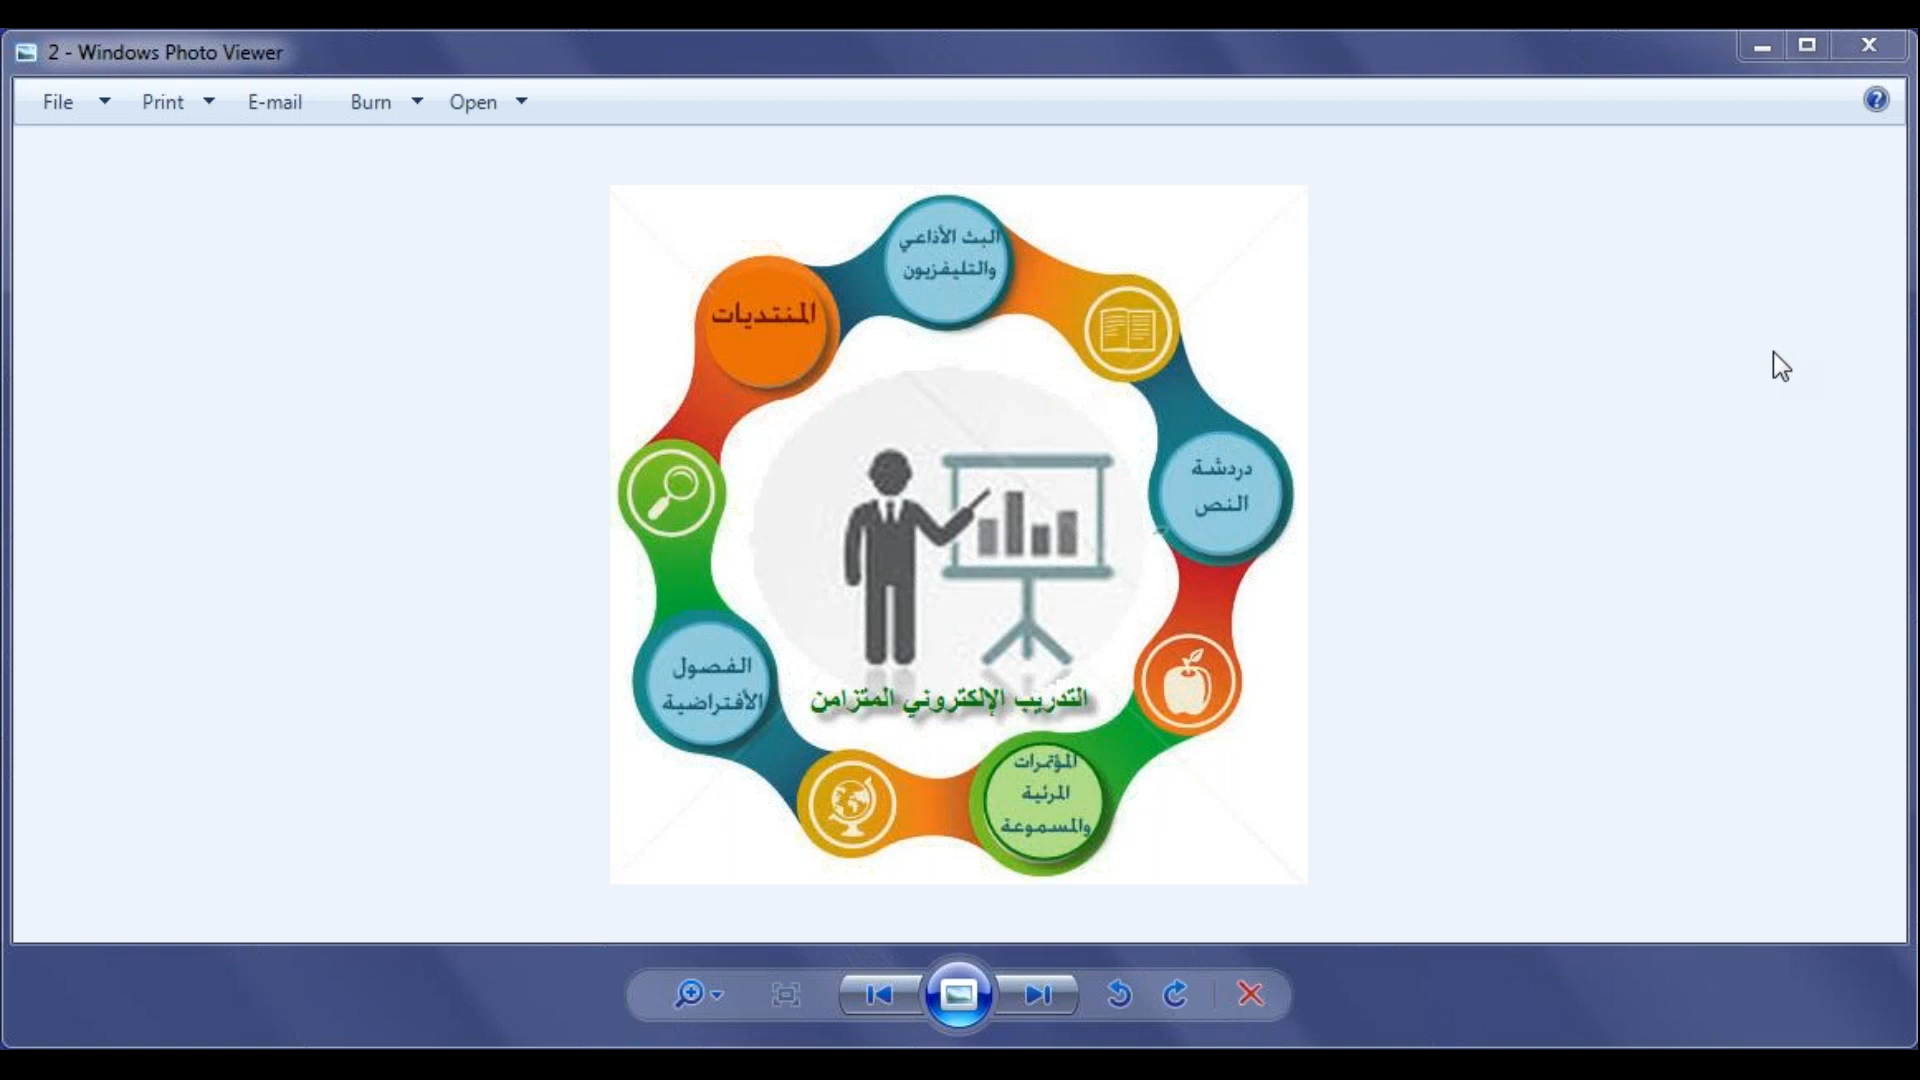 2 - Windows Photo Viewer
File
Print
E-mail
Burn
Open
البث الأذاعي
والتليفزيون
المنتديات
دردشة
النص
الفصول
الأفتراضية
التدريب الإلكتروني المتزامن
المؤتمرات
المرئية
والمسموعة